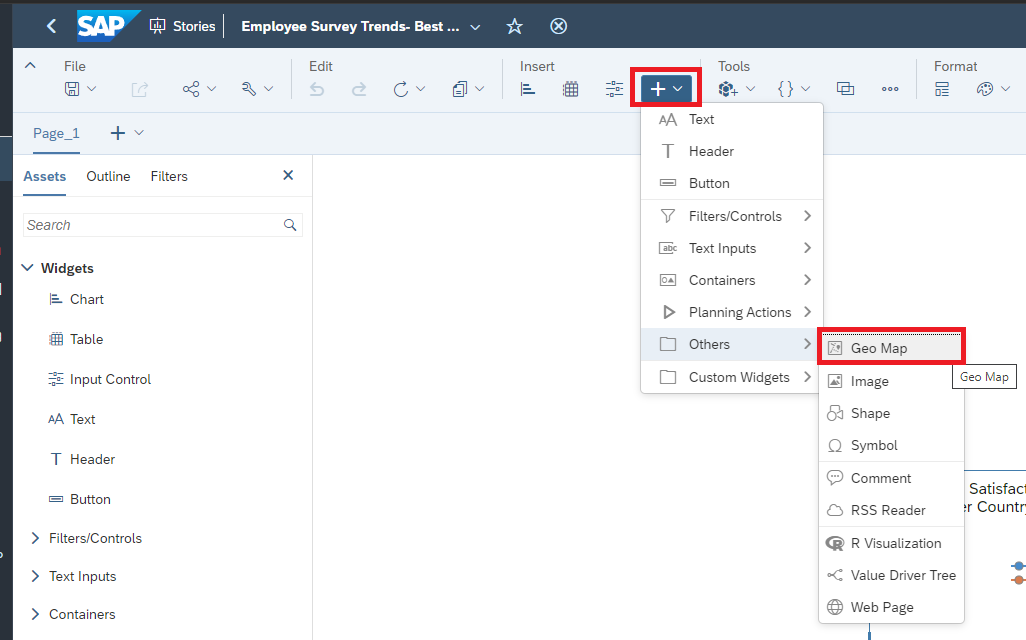 SAP Stories Employee Survey Trends- Best ...
File Edit Insert Tools Format
Page_1
Assets Outline Filters
Search
Widgets
Chart
Table
Input Control
AA Text
T Header
Button
Filters/Controls
Text Inputs
Containers
AA Text
T Header
Button
Filters/Controls
abc Text Inputs
Containers
Planning Actions
Others
Custom Widgets
Geo Map
Image
Shape
Symbol
Comment
RSS Reader
R Visualization
Value Driver Tree
Web Page
Geo Map
Satisfact
er Country